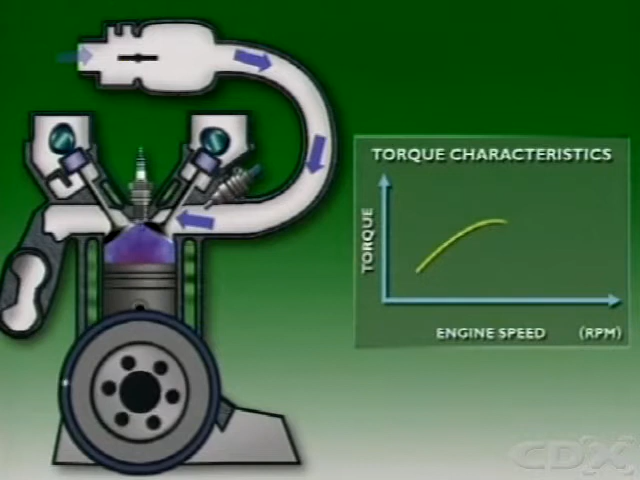 TORQUE CHARACTERISTICS
TORQUE
ENGINE SPEED (RPM)
CDX